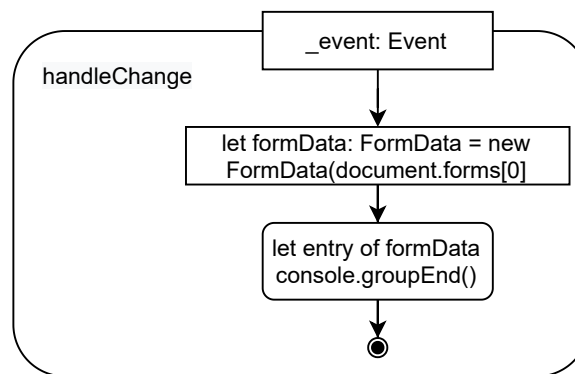 _event: Event
handleChange
let formData: FormData = new
FormData(document.forms[0]
let entry of formData
console.groupEnd()